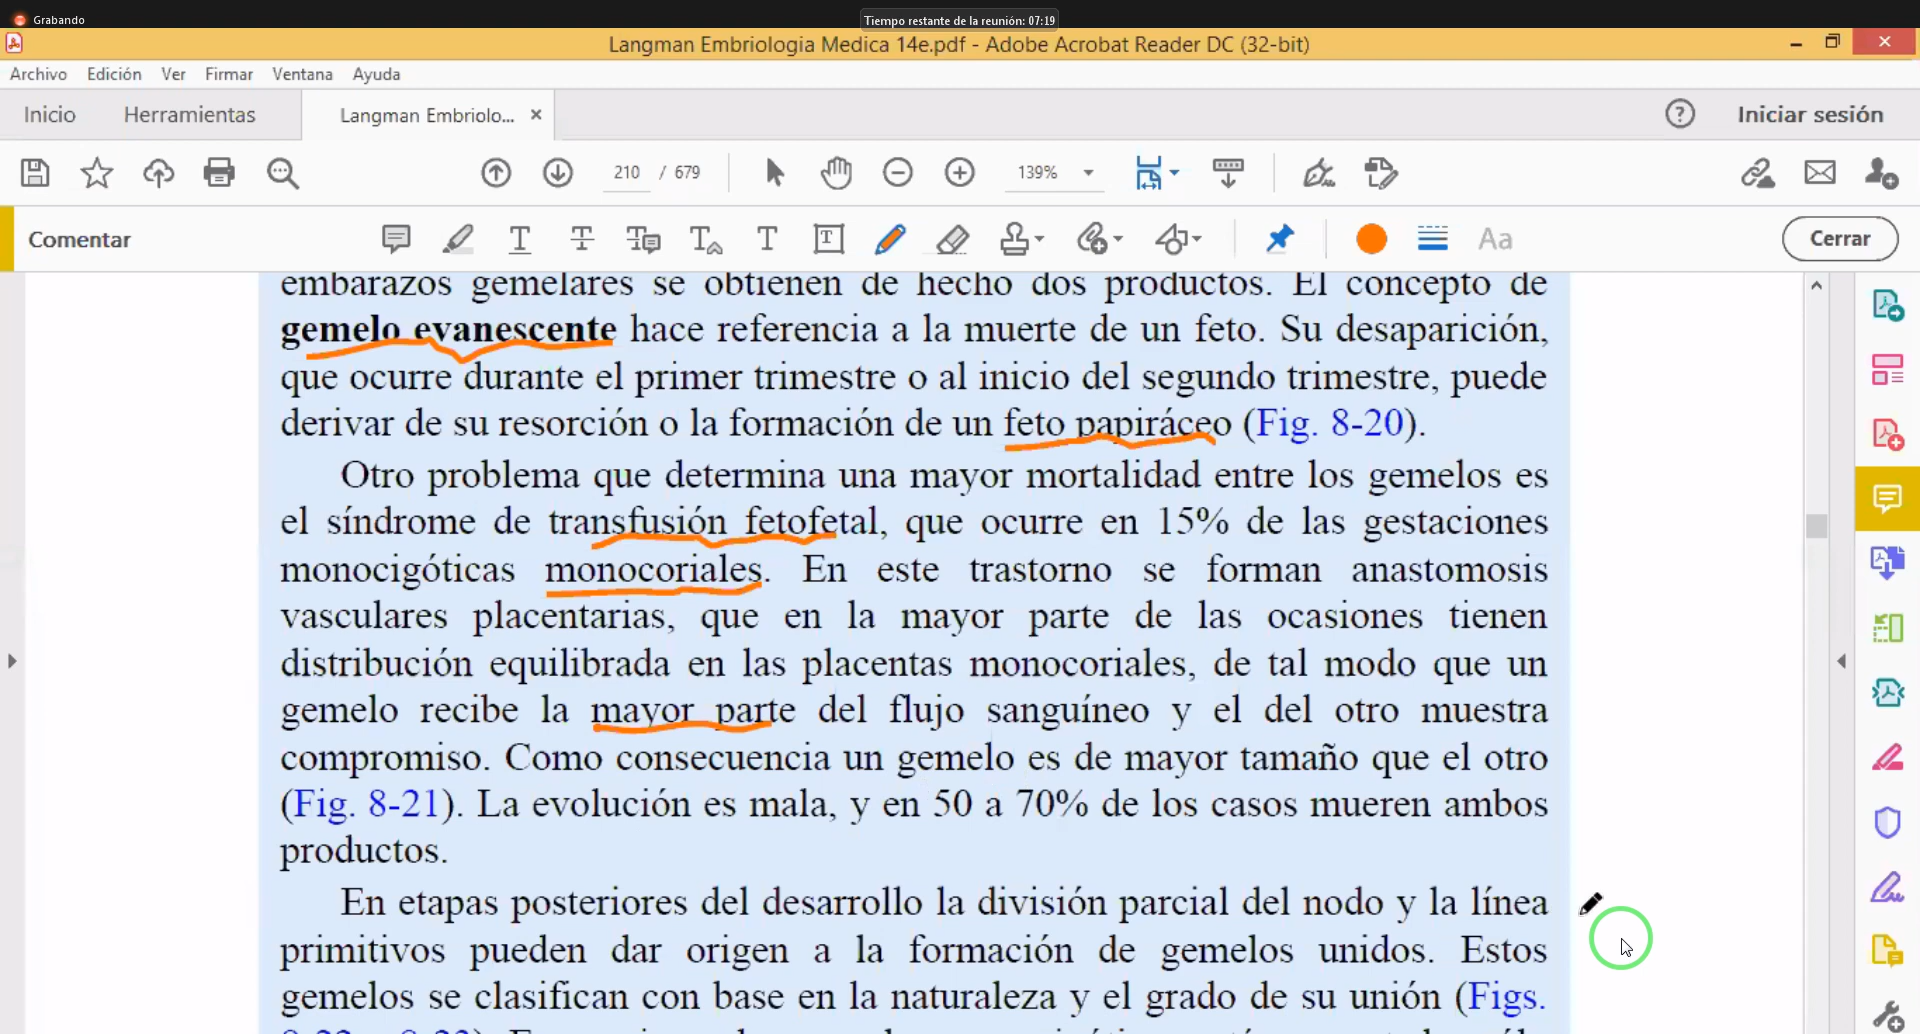 Grabando
Tiempo restante de la reunión: 07:19
Langman Embriologia Medica 14e.pdf - Adobe Acrobat Reader DC (32-bit)
Archivo Edición Ver Firmar Ventana Ayuda
Inicio Herramientas Langman Embriolo... × Iniciar sesión
210 / 679 139%
Comentar Aa Cerrar
embarazos gemelares se obtienen de hecho dos productos. El concepto de
gemelo evanescente hace referencia a la muerte de un feto. Su desaparición,
que ocurre durante el primer trimestre o al inicio del segundo trimestre, puede
derivar de su resorción o la formación de un feto papiráceo (Fig. 8-20).
Otro problema que determina una mayor mortalidad entre los gemelos es
el síndrome de transfusión fetofetal, que ocurre en 15% de las gestaciones
monocigóticas monocoriales. En este trastorno se forman anastomosis
vasculares placentarias, que en la mayor parte de las ocasiones tienen
distribución equilibrada en las placentas monocoriales, de tal modo que un
gemelo recibe la mayor parte del flujo sanguíneo y el del otro muestra
compromiso. Como consecuencia un gemelo es de mayor tamaño que el otro
(Fig. 8-21). La evolución es mala, y en 50 a 70% de los casos mueren ambos
productos.
En etapas posteriores del desarrollo la división parcial del nodo y la línea
primitivos pueden dar origen a la formación de gemelos unidos. Estos
gemelos se clasifican con base en la naturaleza y el grado de su unión (Figs.